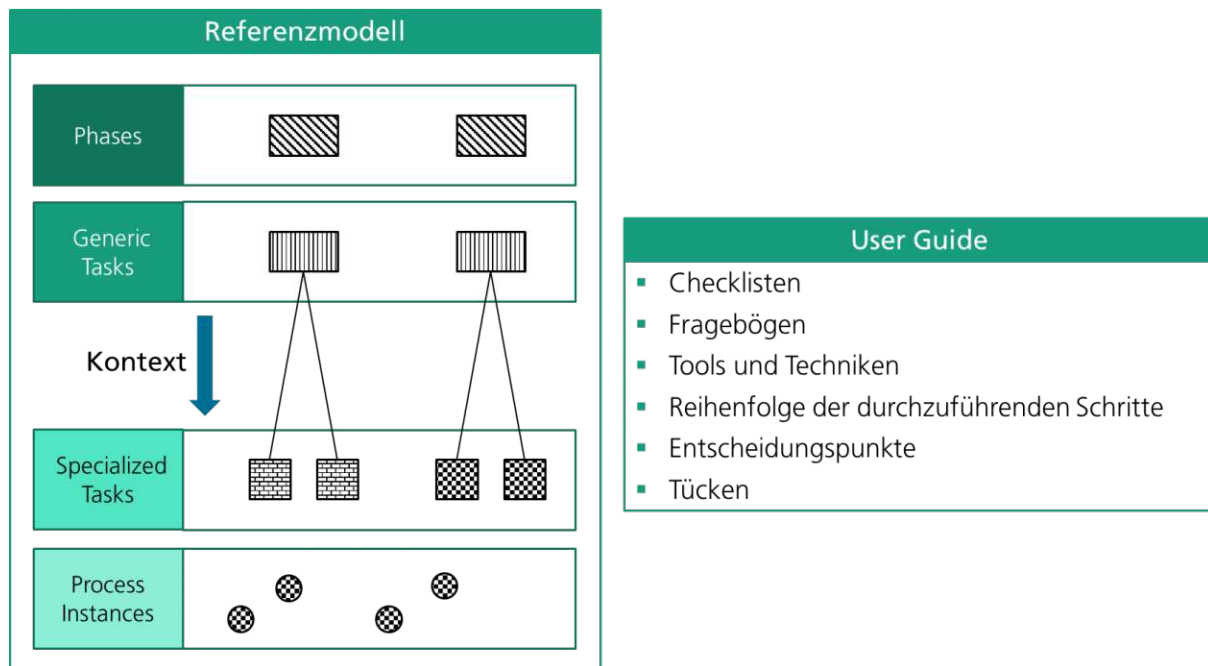 Referenzmodell
Phases
Generic
Tasks
Kontext
Specialized
Tasks
Process
Instances
User Guide
▪ Checklisten
▪ Fragebögen
▪ Tools und Techniken
▪ Reihenfolge der durchzuführenden Schritte
▪ Entscheidungspunkte
▪ Tücken